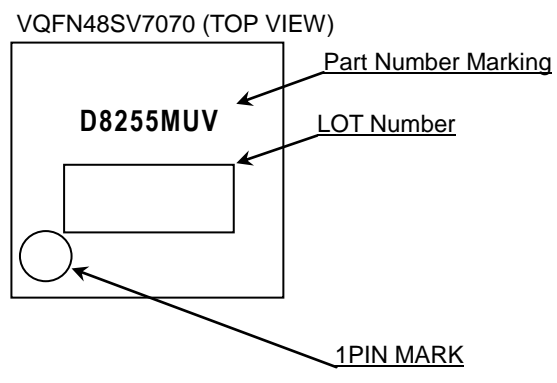 VQFN48SV7070 (TOP VIEW)
Part Number Marking
D8255MUV
LOT Number
1PIN MARK